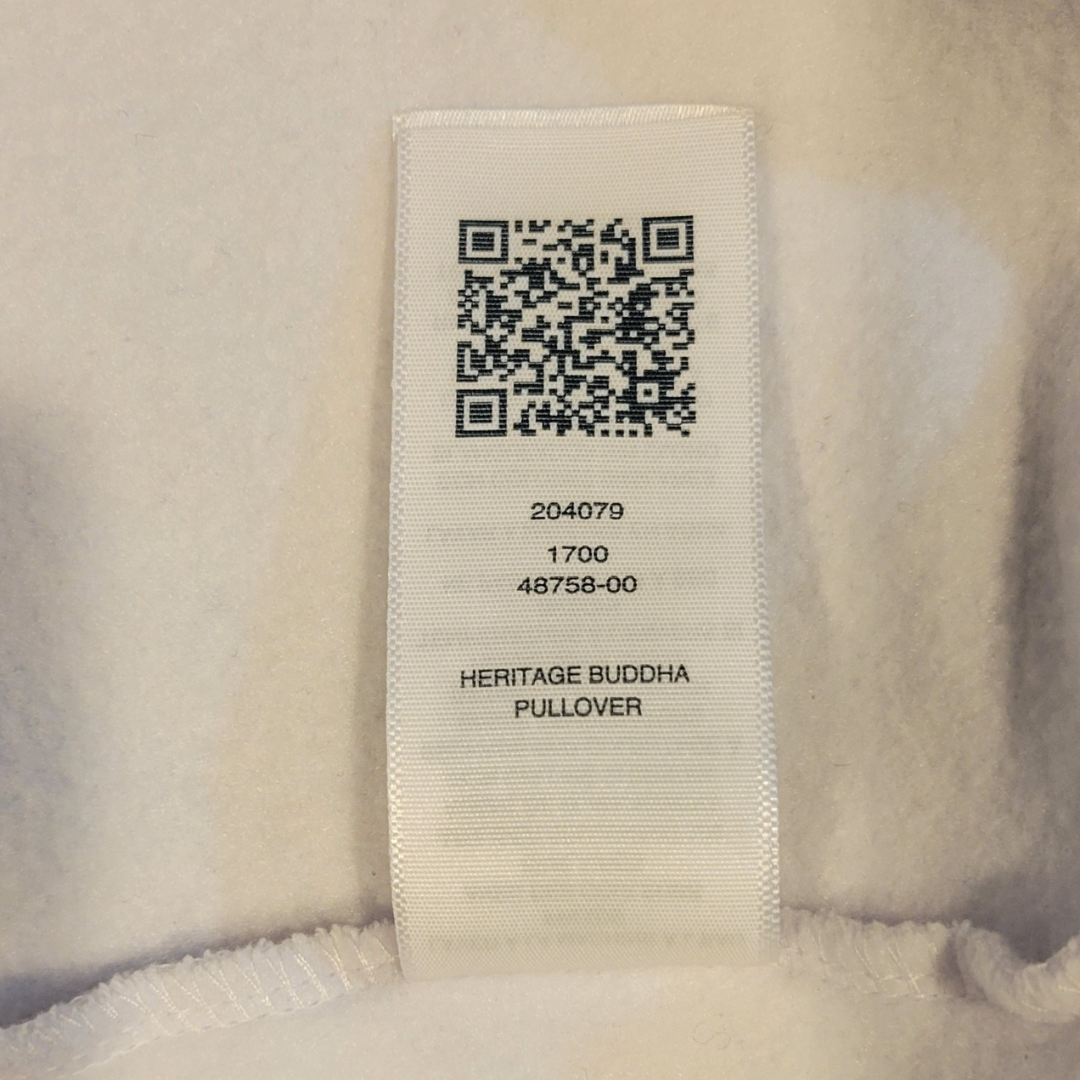 204079
1700
48758-00
HERITAGE BUDDHA
PULLOVER